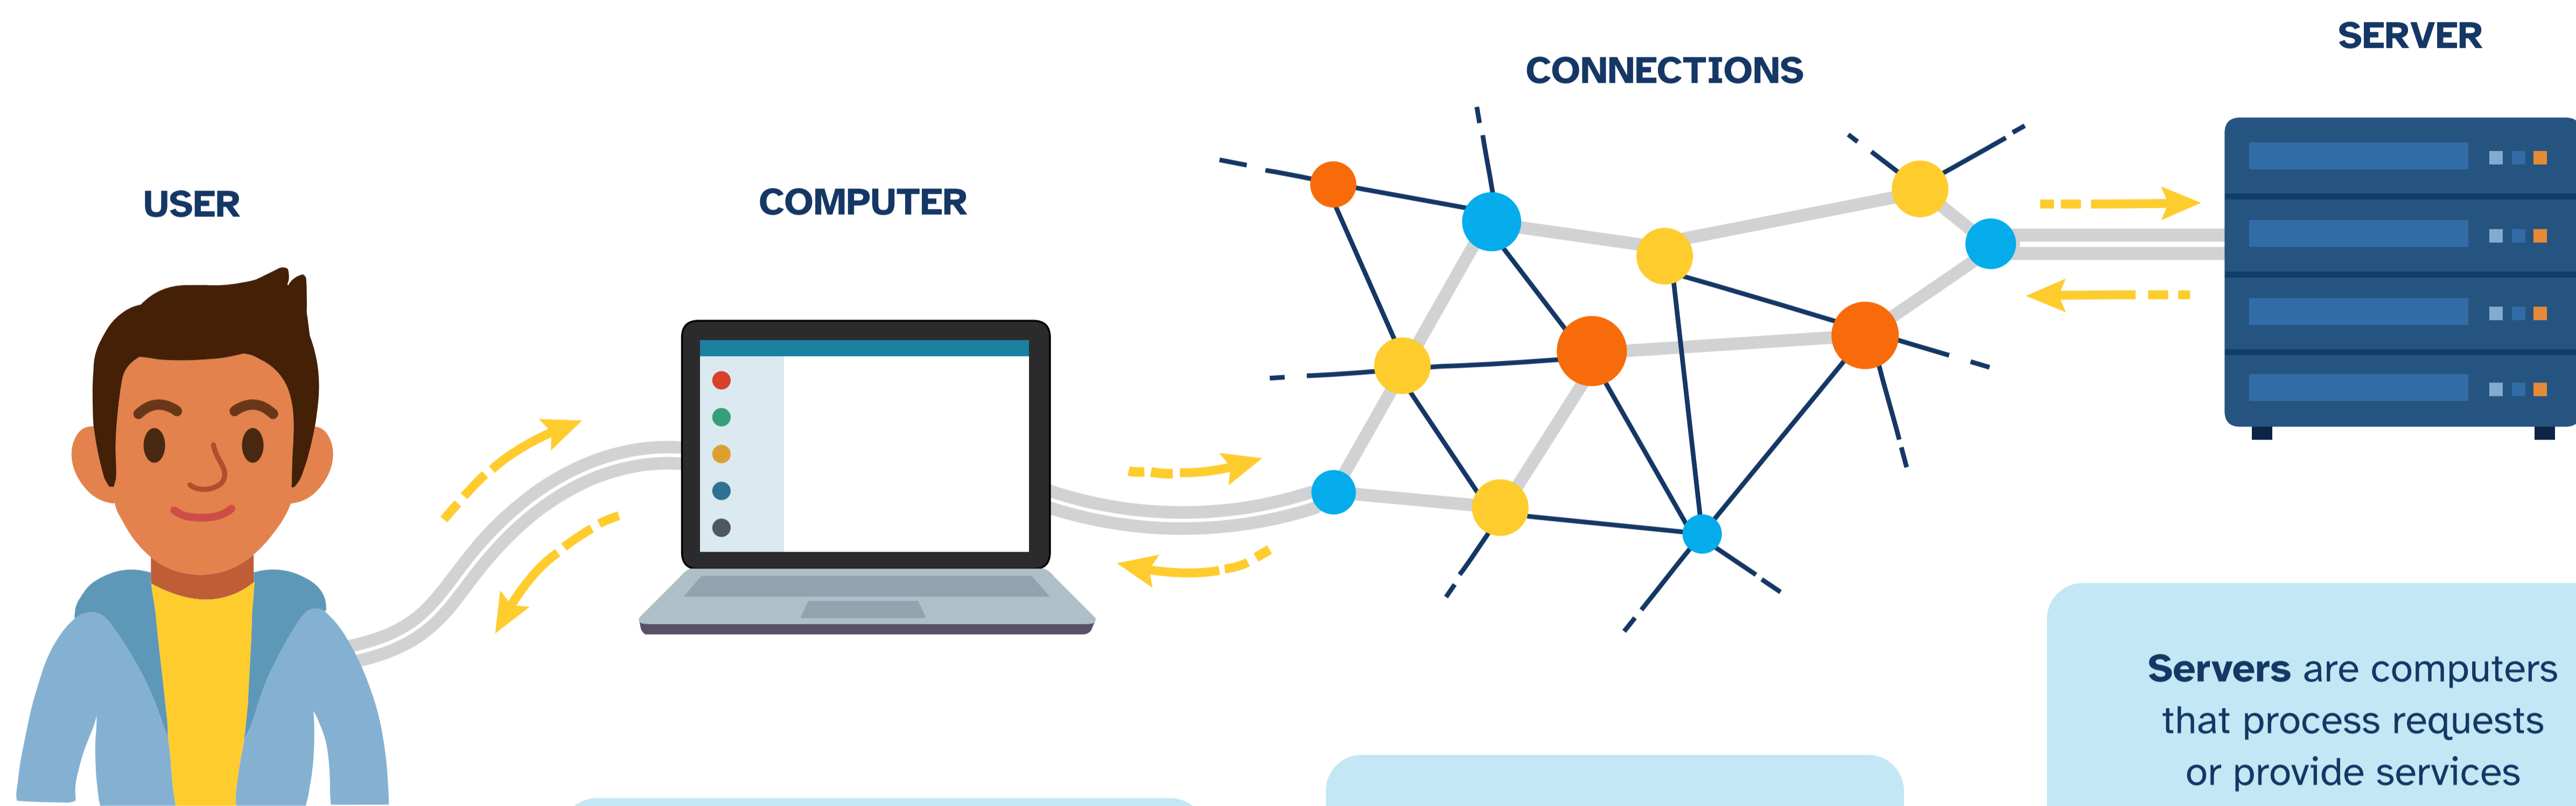 SERVER
CONNECTIONS
COMPUTER
USER
Servers are computers
that process requests
or provide services